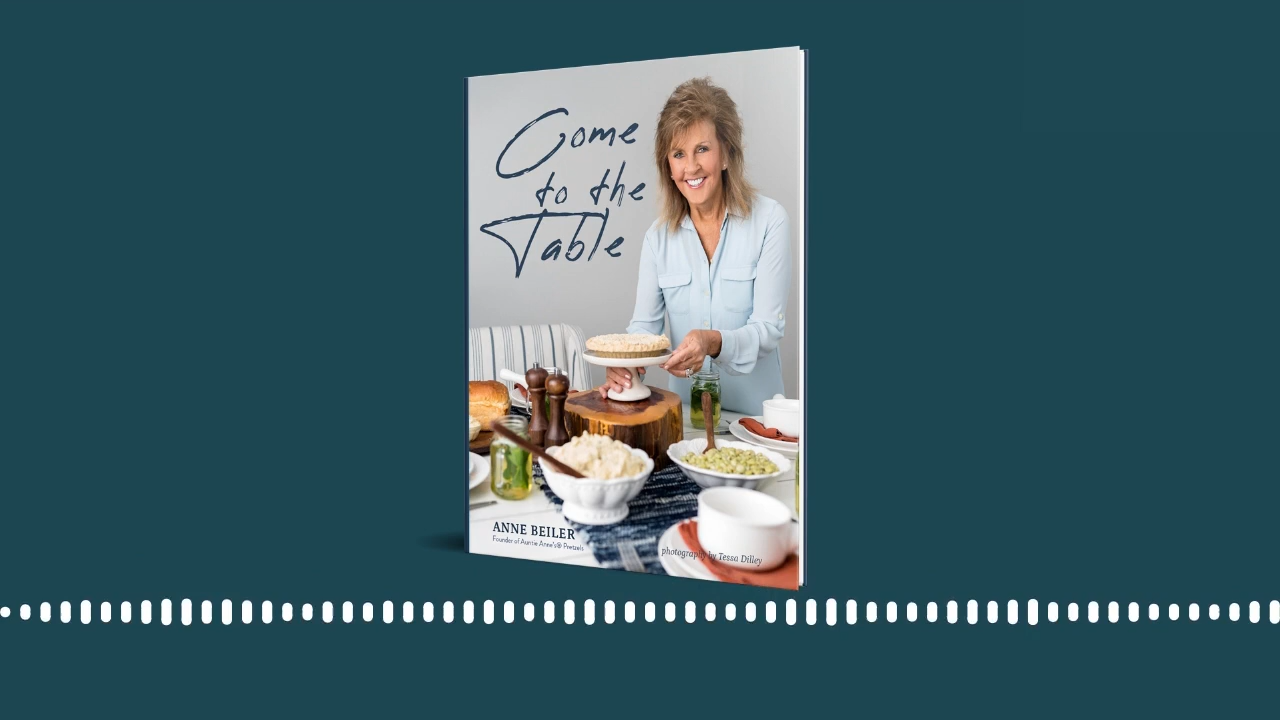 Come
to the
Table
ANNE BEILER
Founder of Auntie Anne's® Pretzels
photography by Tessa Dilley